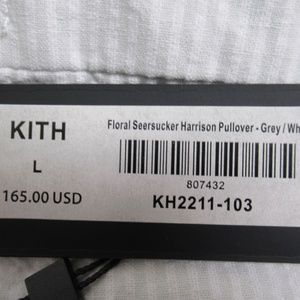 KITH
L
165.00 USD
Floral Seersucker Harrison Pullover - Grey / Wh
807432
KH2211-103